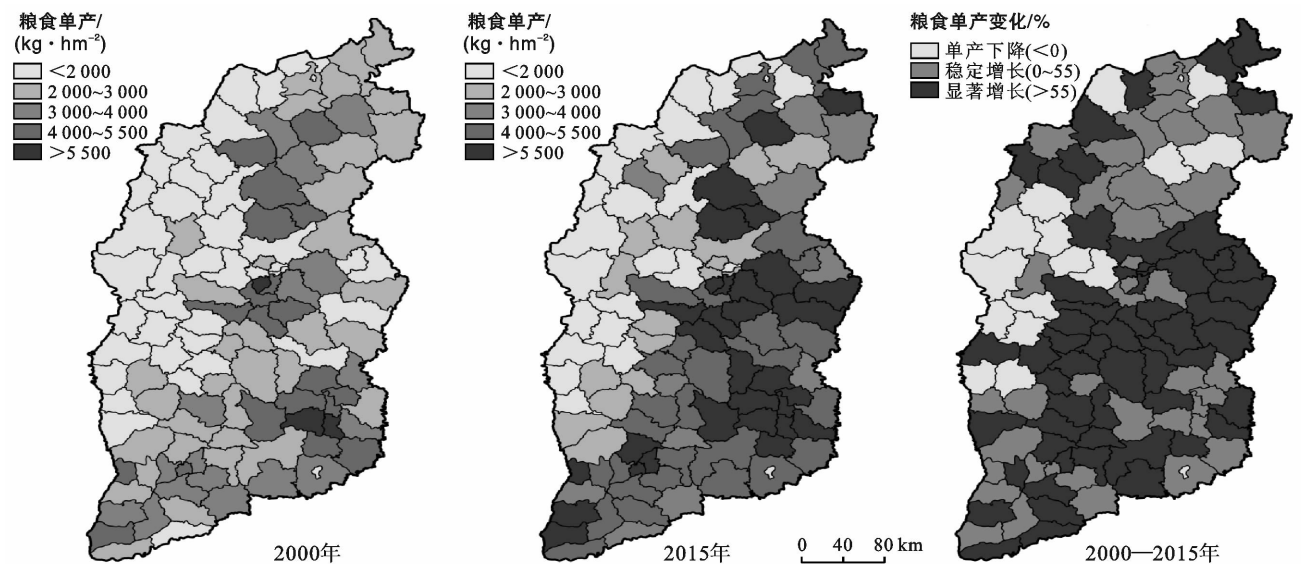 粮食单产/
(kg·hm⁻²)
<2 000
2 000~3 000
3 000~4 000
4 000~5 500
>5 500
2000年
粮食单产/
(kg·hm⁻²)
<2 000
2 000~3 000
3 000~4 000
4 000~5 500
>5 500
2015年
0 40 80 km
粮食单产变化/%
单产下降(<0)
稳定增长(0~55)
显著增长(>55)
2000—2015年